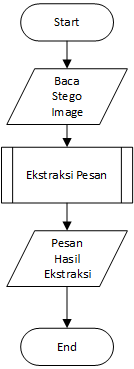 Start
Baca
Stego
Image
Ekstraksi Pesan
Pesan
Hasil
Ekstraksi
End